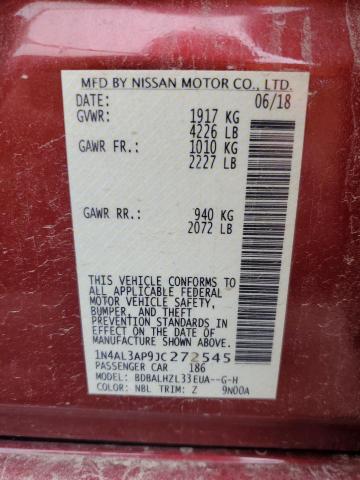 MFD BY NISSAN MOTOR CO., LTD.
DATE: 06/18
GVWR: 1917 KG
4226 LB
GAWR FR.: 1010 KG
2227 LB
GAWR RR.: 940 KG
2072 LB
THIS VEHICLE CONFORMS TO
ALL APPLICABLE FEDERAL
MOTOR VEHICLE SAFETY,
BUMPER, AND THEFT
PREVENTION STANDARDS IN
EFFECT ON THE DATE OF
MANUFACTURE SHOWN ABOVE.
1N4AL3AP9JC272545
PASSENGER CAR 186
MODEL: BDBALHZL33EUA--G-H
COLOR: NBL TRIM: Z 9N00A